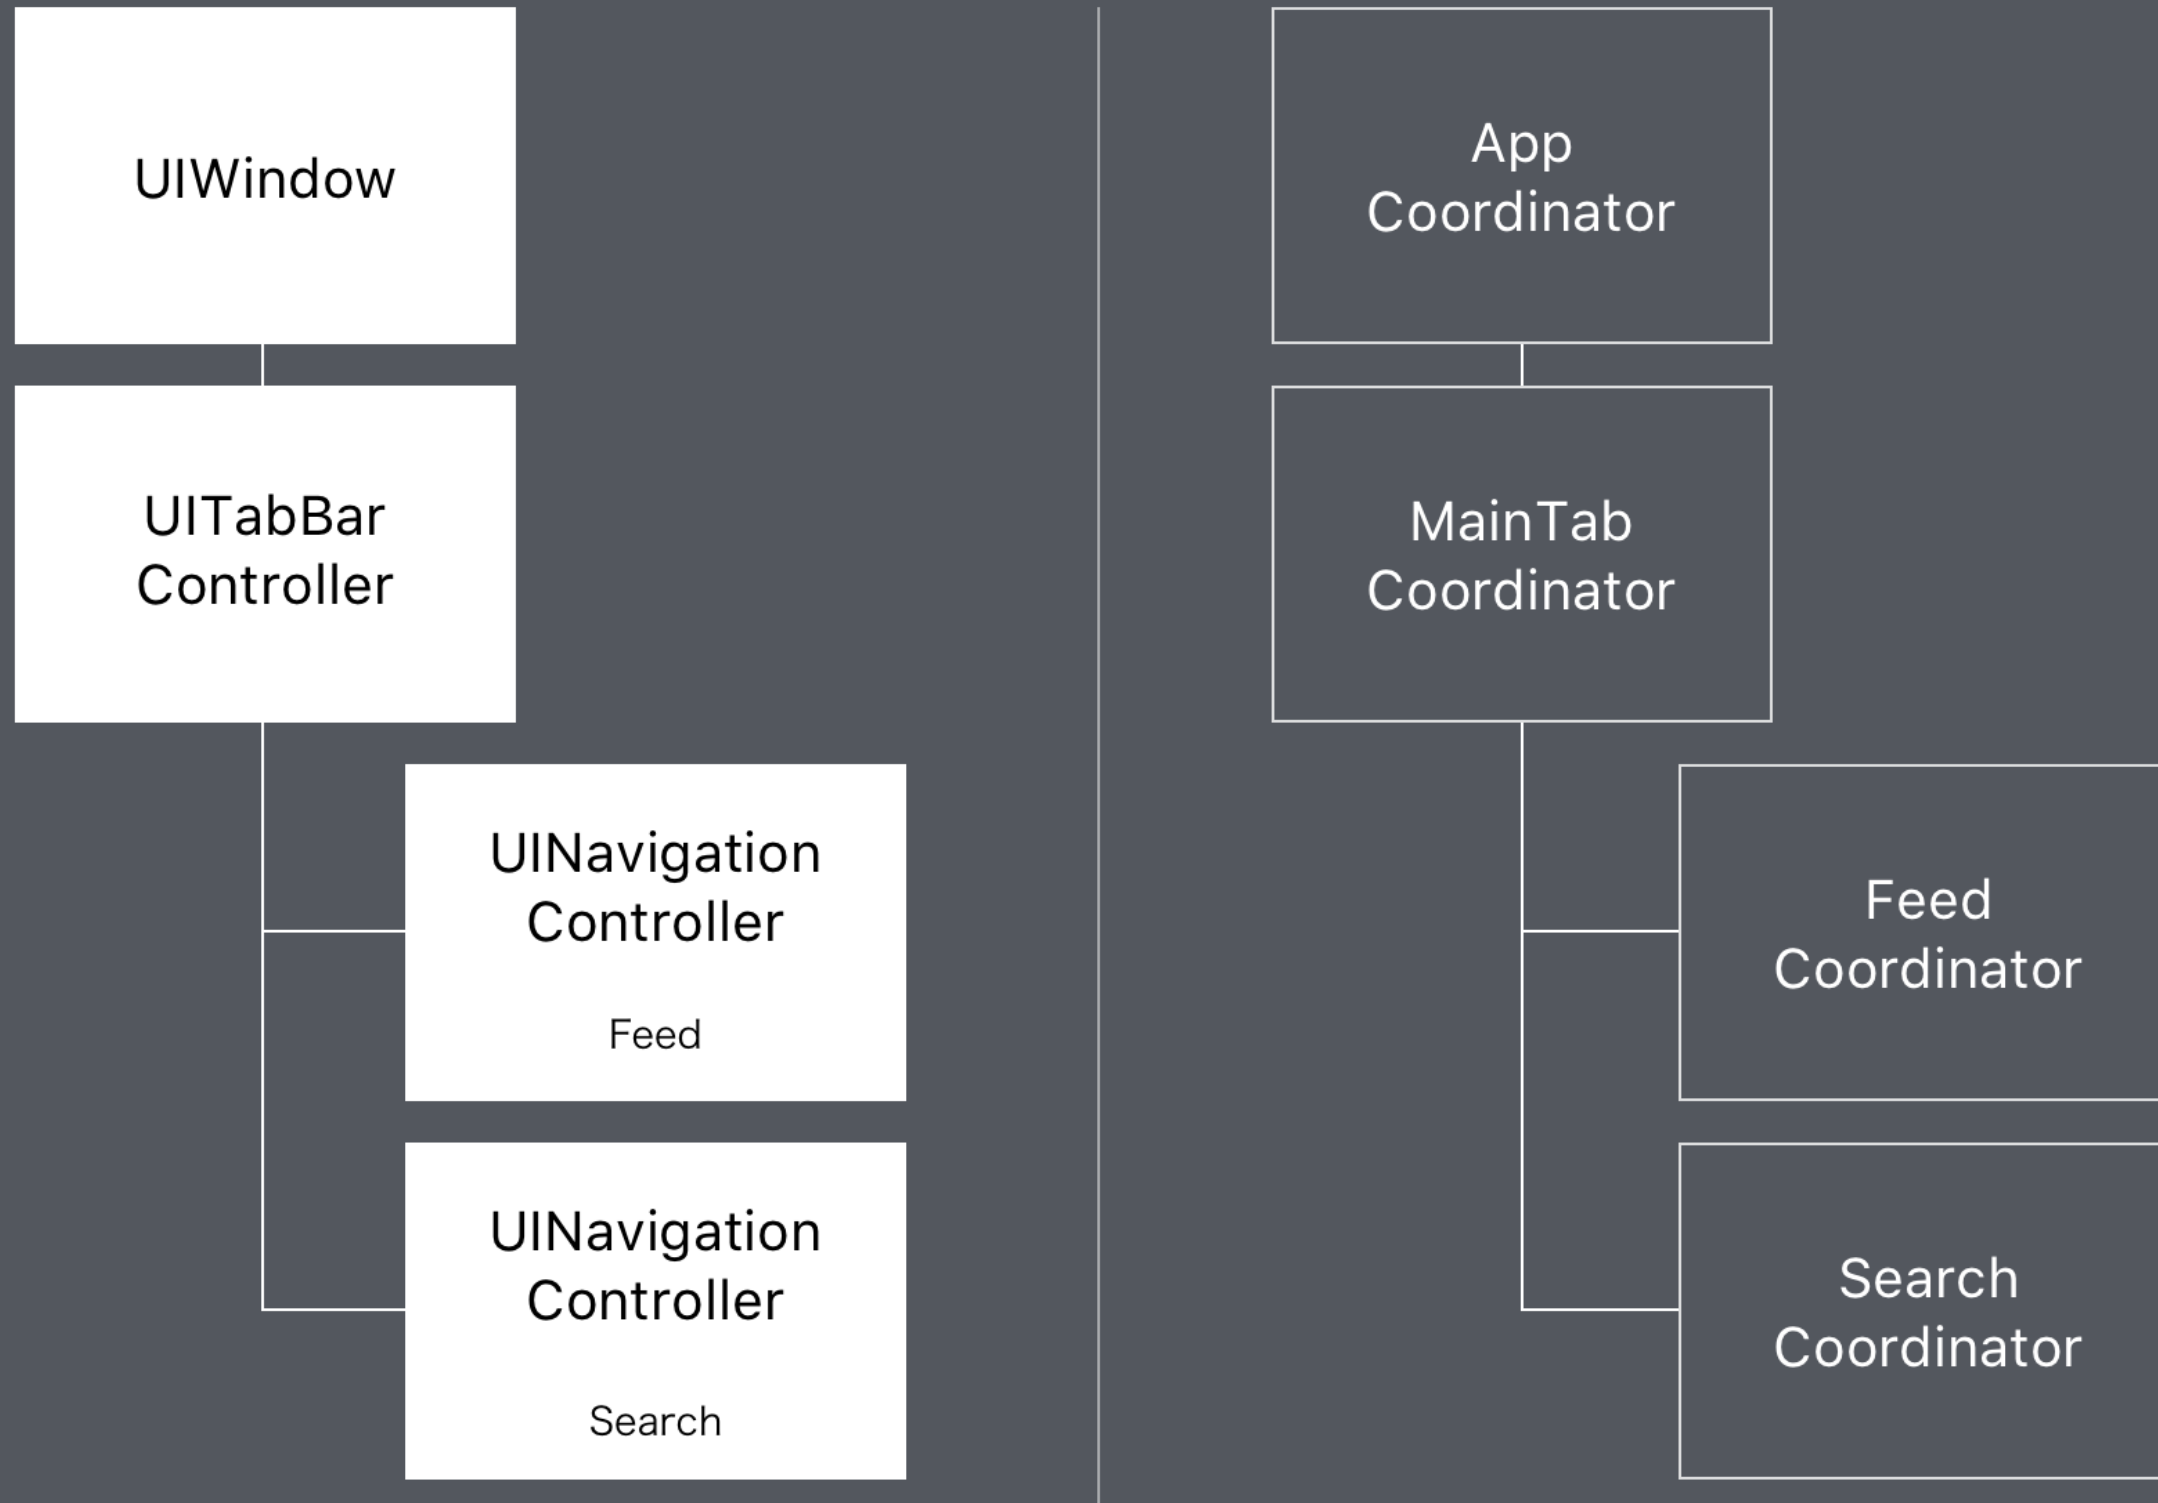 UIWindow
UITabBar
Controller
UINavigation
Controller
Feed
UINavigation
Controller
Search
App
Coordinator
MainTab
Coordinator
Feed
Coordinator
Search
Coordinator